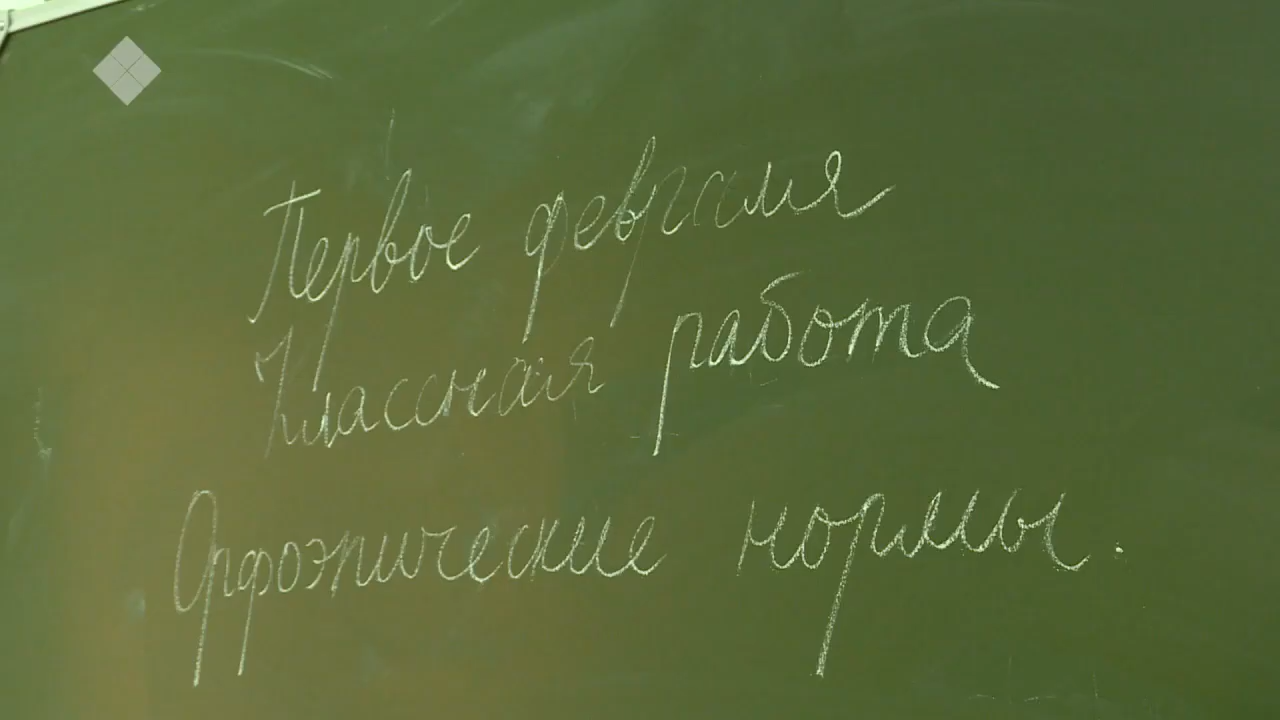 Первое февраля
Классная работа
Орфоэпические нормы.